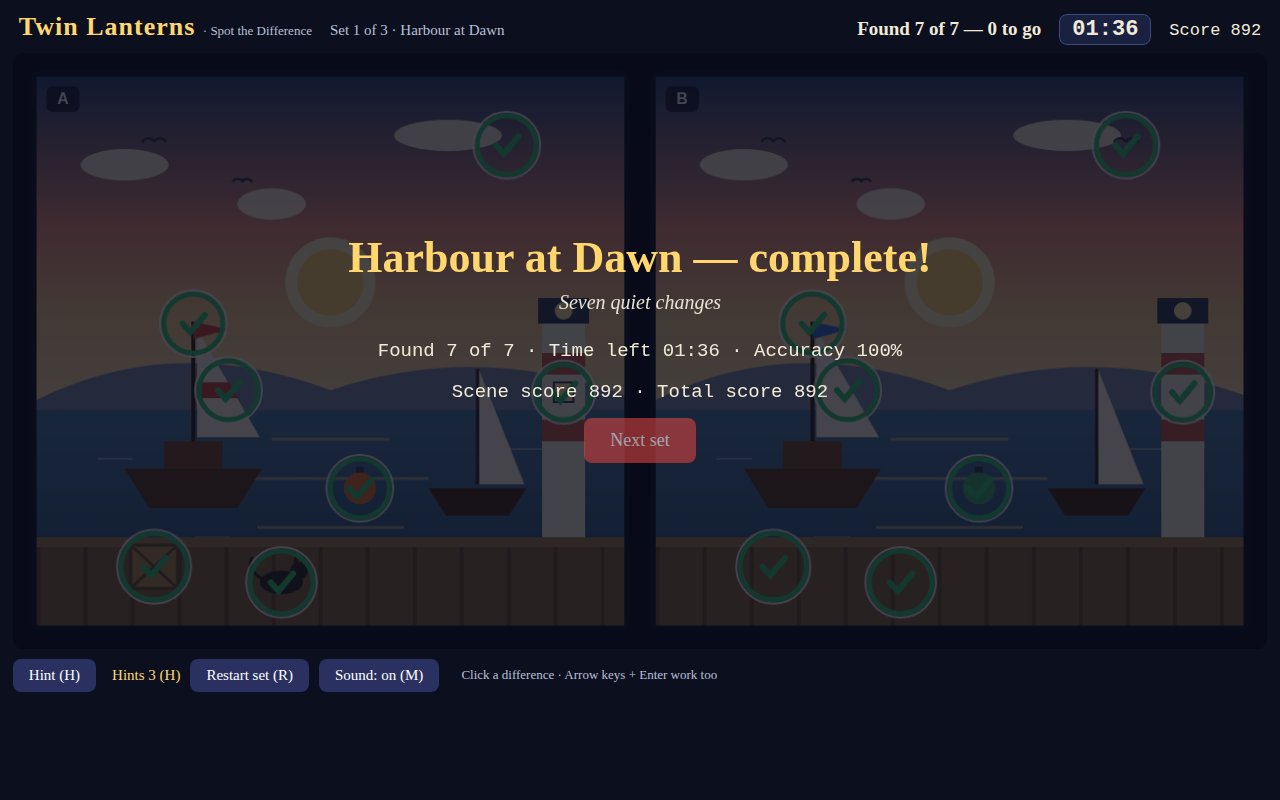 Twin Lanterns · Spot the Difference Set 1 of 3 · Harbour at Dawn Found 7 of 7 — 0 to go 01:36 Score 892
A B
Harbour at Dawn — complete!
Seven quiet changes
Found 7 of 7 · Time left 01:36 · Accuracy 100%
Scene score 892 · Total score 892
Next set
Hint (H) Hints 3 (H) Restart set (R) Sound: on (M) Click a difference · Arrow keys + Enter work too